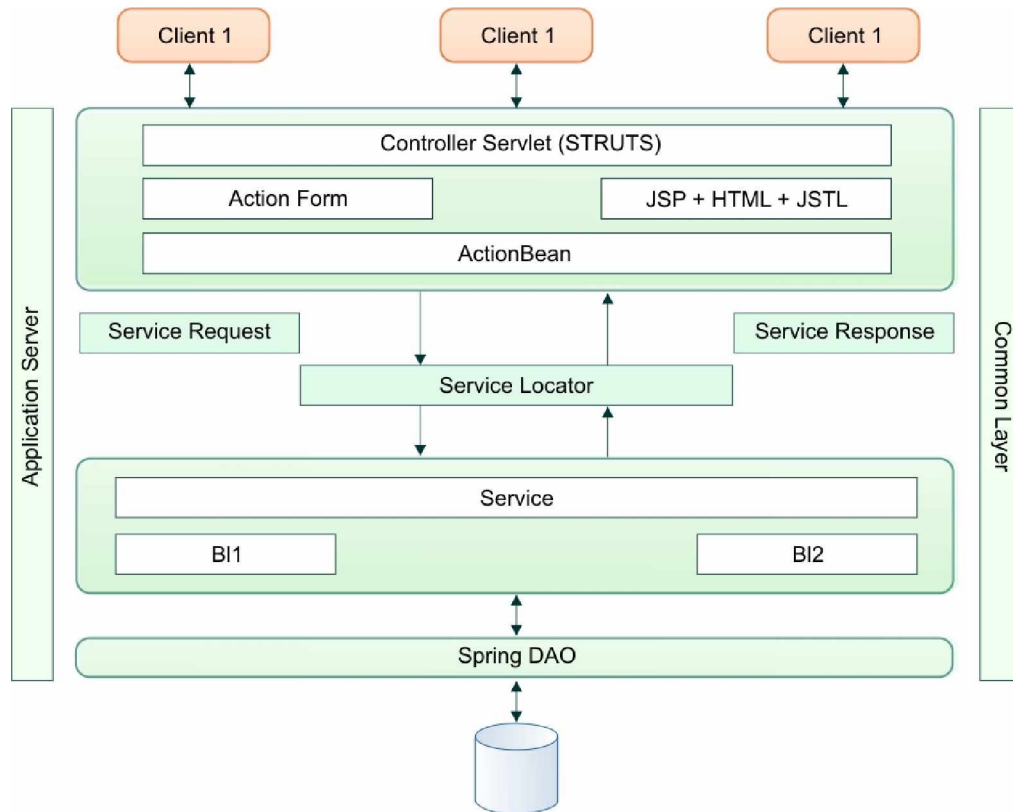 Client 1
Client 1
Client 1
Controller Servlet (STRUTS)
Action Form
JSP + HTML + JSTL
ActionBean
Application Server
Common Layer
Service Request
Service Response
Service Locator
Service
BI1
BI2
Spring DAO